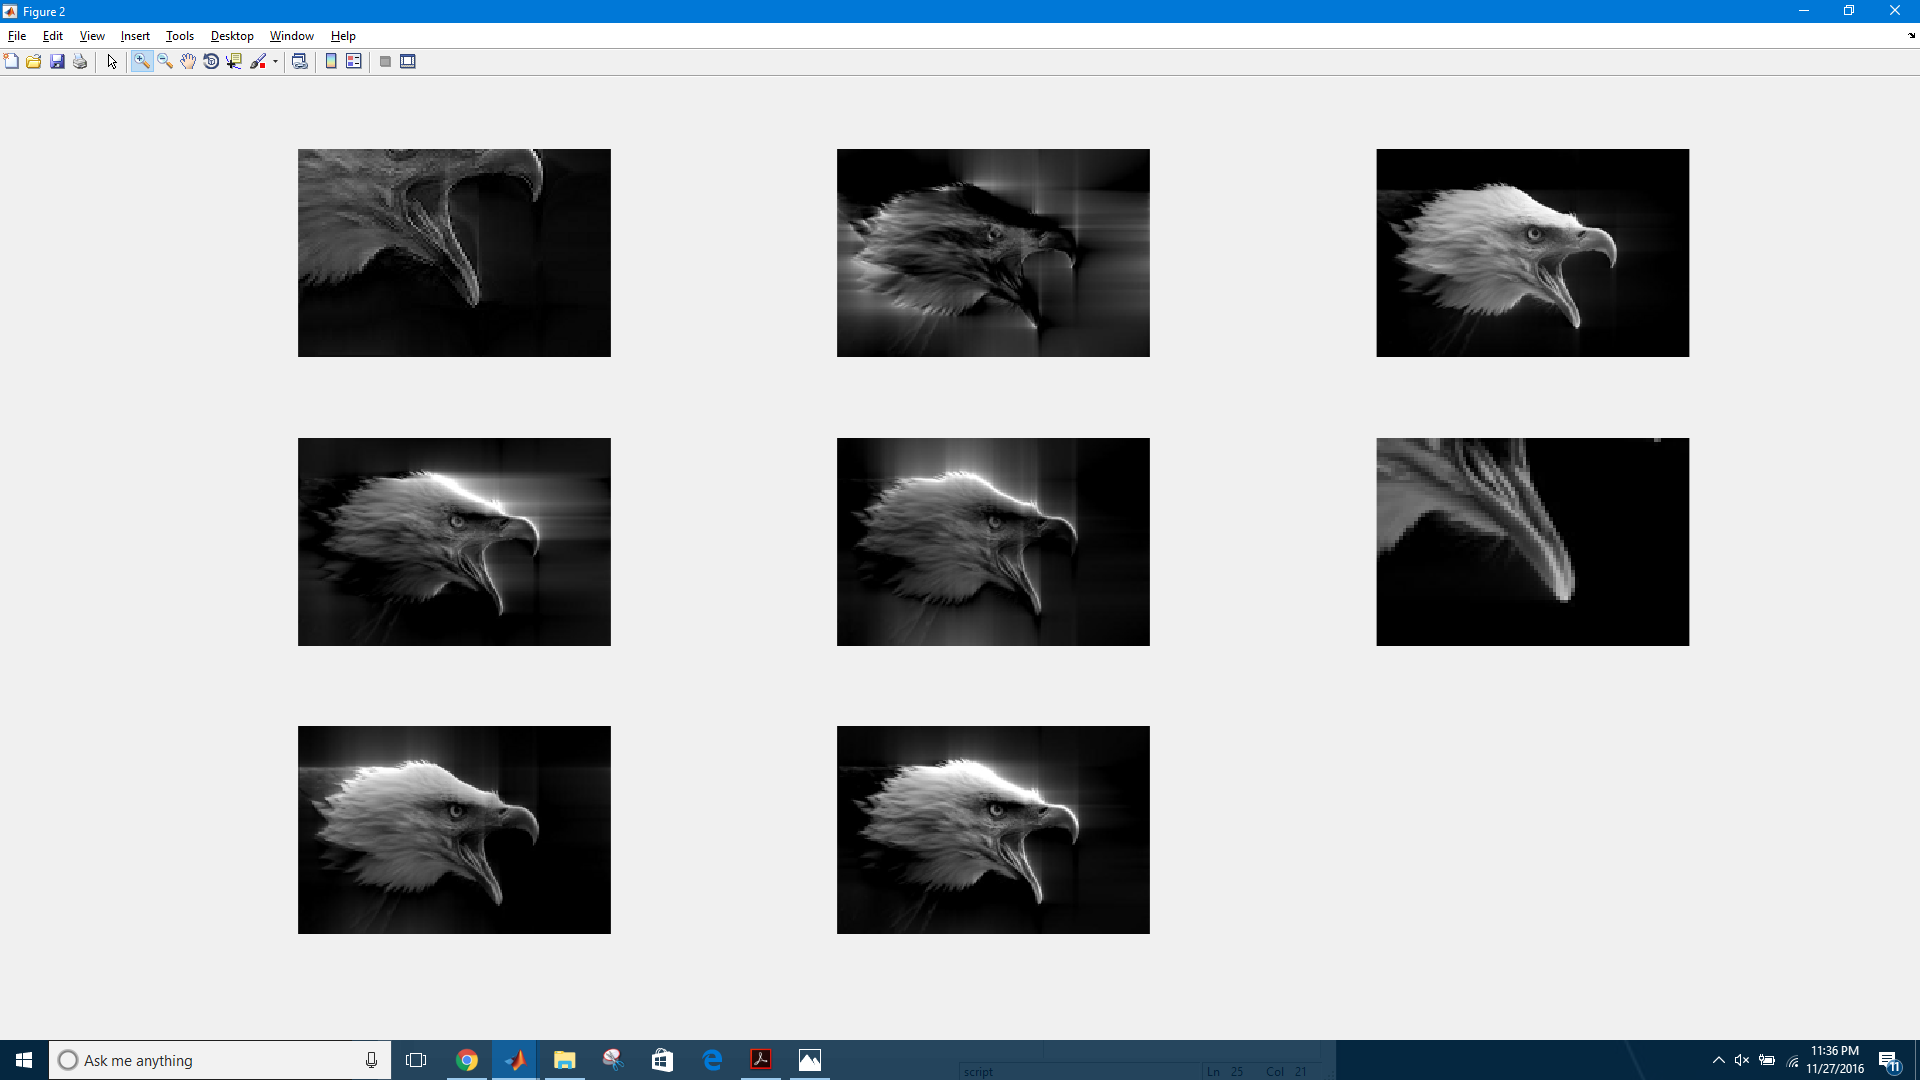 Figure 2
File Edit View Insert Tools Desktop Window Help
Ask me anything
script
Ln 25 Col 21
11:36 PM
11/27/2016
11